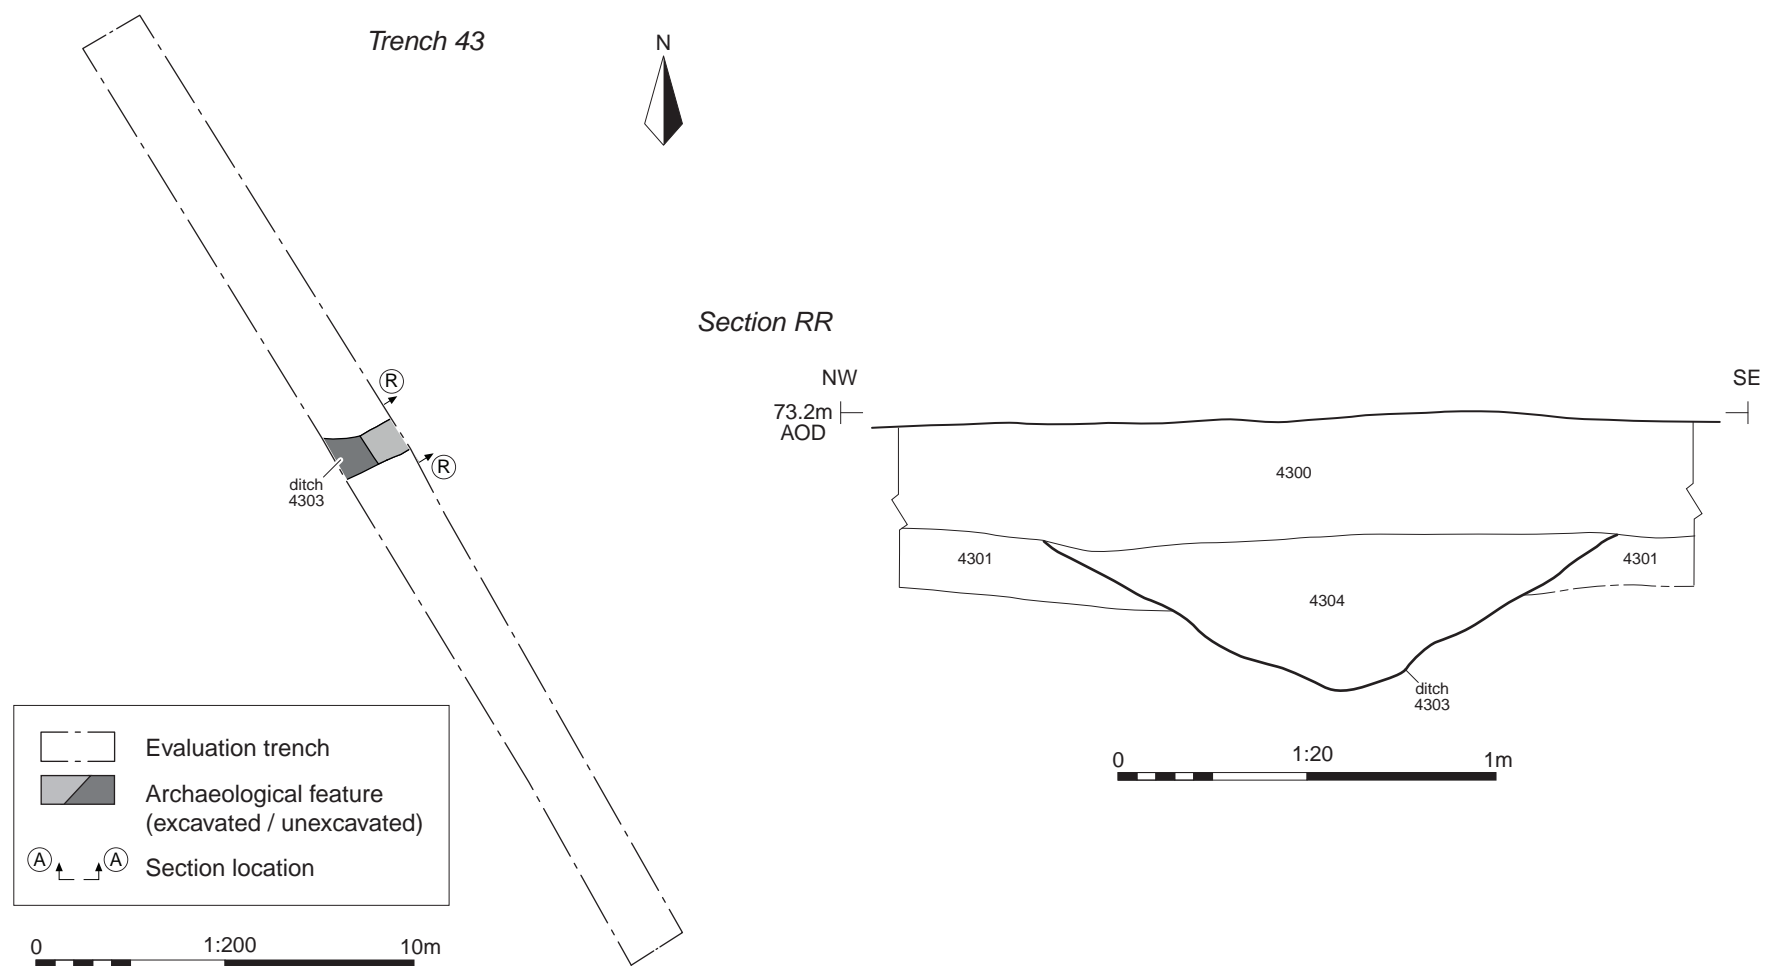 Trench 43
N
R
R
ditch
4303
Section RR
NW
SE
73.2m
AOD
4300
4301
4301
4304
ditch
4303
0 1:20 1m
Evaluation trench
Archaeological feature
(excavated / unexcavated)
A A Section location
0 1:200 10m